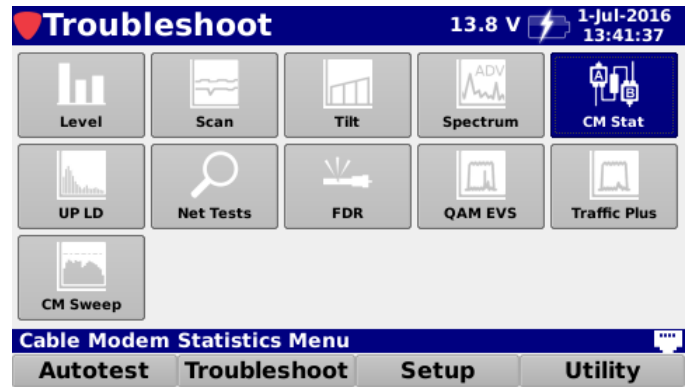 Troubleshoot
13.8 V
1-Jul-2016
13:41:37
Level
Scan
Tilt
ADV
Spectrum
A
B
CM Stat
UP LD
Net Tests
FDR
QAM EVS
Traffic Plus
CM Sweep
Cable Modem Statistics Menu
Autotest Troubleshoot Setup Utility